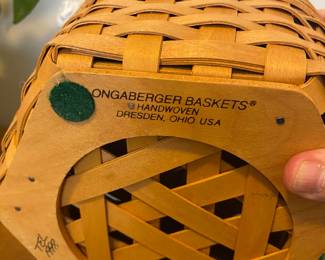 ONGABERGER BASKETS®
HANDWOVEN
DRESDEN, OHIO USA